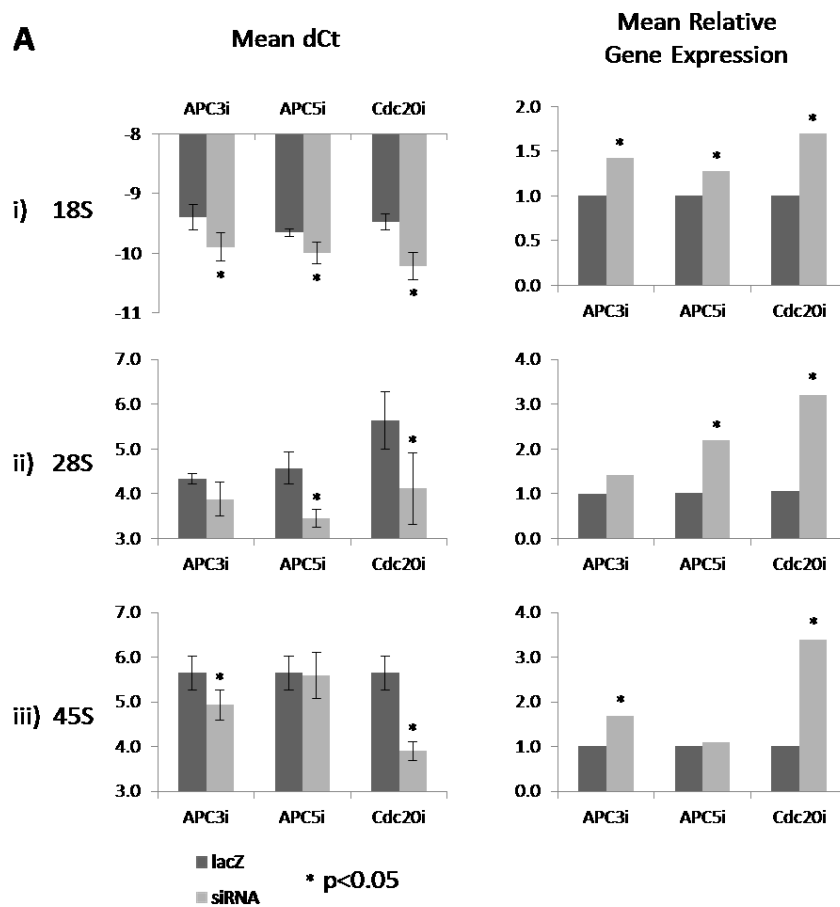 A
Mean dCt
Mean Relative
Gene Expression
i) 18S
APC3i APC5i Cdc20i
-8
-9
-10
-11
* * *
2.0
1.5
1.0
0.5
0.0
* * *
APC3i APC5i Cdc20i
ii) 28S
7.0
6.0
5.0
4.0
3.0
* *
APC3i APC5i Cdc20i
4.0
3.0
2.0
1.0
0.0
* *
APC3i APC5i Cdc20i
iii) 45S
7.0
6.0
5.0
4.0
3.0
* *
APC3i APC5i Cdc20i
4.0
3.0
2.0
1.0
0.0
* *
APC3i APC5i Cdc20i
lacZ
siRNA
* p<0.05